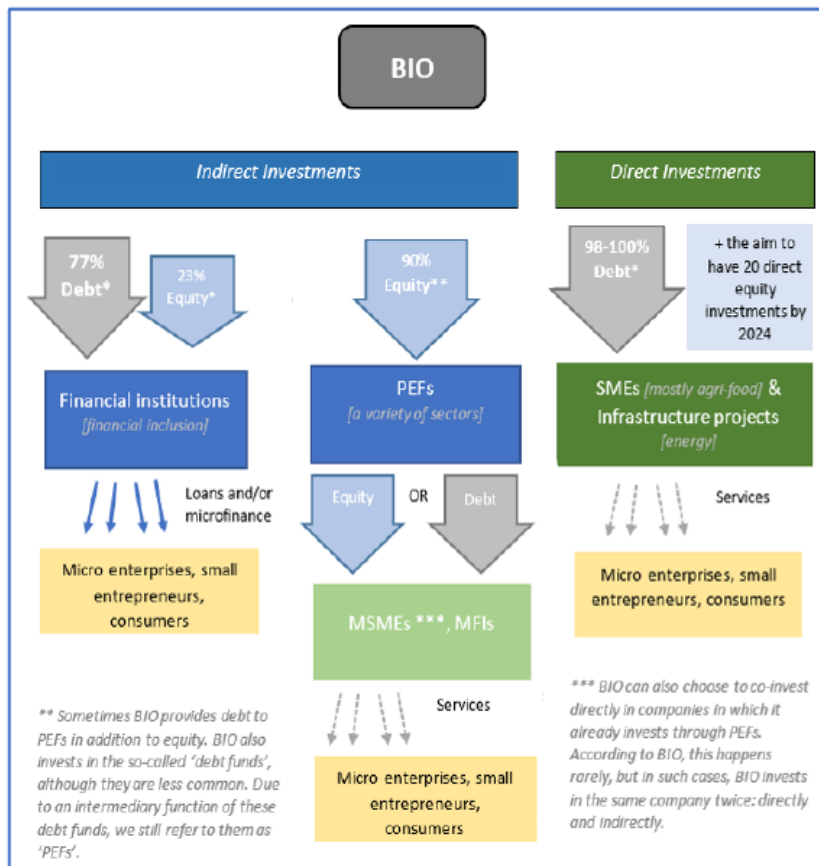 BIO
Indirect Investments
Direct Investments
77%
Debt*
23%
Equity*
90%
Equity**
98-100%
Debt*
+ the aim to
have 20 direct
equity
investments by
2024
Financial institutions
[financial inclusion]
PEFs
[a variety of sectors]
SMEs [mostly agri-food] &
Infrastructure projects
[energy]
Loans and/or
microfinance
Equity
OR
Debt
Services
Micro enterprises, small
entrepreneurs,
consumers
MSMEs ***, MFIs
Micro enterprises, small
entrepreneurs, consumers
** Sometimes BIO provides debt to
PEFs in addition to equity. BIO also
invests in the so-called 'debt funds',
although they are less common. Due
to an intermediary function of these
debt funds, we still refer to them as
'PEFs'.
Services
Micro enterprises, small
entrepreneurs,
consumers
*** BIO can also choose to co-invest
directly in companies in which it
already invests through PEFs.
According to BIO, this happens
rarely, but in such cases, BIO invests
in the same company twice: directly
and indirectly.